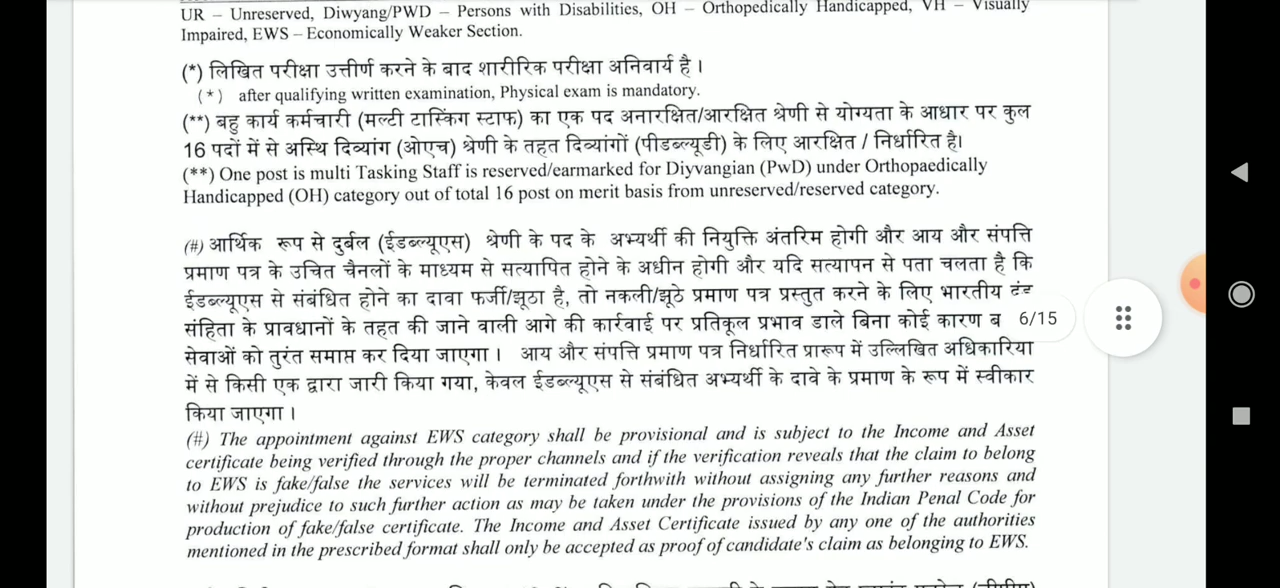 UR – Unreserved, Diwyang/PWD – Persons with Disabilities, OH – Orthopedically Handicapped, VH – Visually
Impaired, EWS – Economically Weaker Section.
(*) लिखित परीक्षा उत्तीर्ण करने के बाद शारीरिक परीक्षा अनिवार्य है।
(*) after qualifying written examination, Physical exam is mandatory.
(**) बहु कार्य कर्मचारी (मल्टी टास्किंग स्टाफ) का एक पद अनारक्षित/आरक्षित श्रेणी से योग्यता के आधार पर कुल
16 पदों में से अस्थि दिव्यांग (ओएच) श्रेणी के तहत दिव्यांगों (पीडब्ल्यूडी) के लिए आरक्षित / निर्धारित है।
(**) One post is multi Tasking Staff is reserved/earmarked for Diyvangian (PwD) under Orthopaedically
Handicapped (OH) category out of total 16 post on merit basis from unreserved/reserved category.
(#) आर्थिक रूप से दुर्बल (ईडब्ल्यूएस) श्रेणी के पद के अभ्यर्थी की नियुक्ति अंतरिम होगी और आय और संपत्ति
प्रमाण पत्र के उचित चैनलों के माध्यम से सत्यापित होने के अधीन होगी और यदि सत्यापन से पता चलता है कि
ईडब्ल्यूएस से संबंधित होने का दावा फर्जी/झूठा है, तो नकली/झूठे प्रमाण पत्र प्रस्तुत करने के लिए भारतीय दंड
संहिता के प्रावधानों के तहत की जाने वाली आगे की कार्रवाई पर प्रतिकूल प्रभाव डाले बिना कोई कारण ब 6/15
सेवाओं को तुरंत समाप्त कर दिया जाएगा। आय और संपत्ति प्रमाण पत्र निर्धारित प्रारूप में उल्लिखित अधिकारिया
में से किसी एक द्वारा जारी किया गया, केवल ईडब्ल्यूएस से संबंधित अभ्यर्थी के दावे के प्रमाण के रूप में स्वीकार
किया जाएगा।
(#) The appointment against EWS category shall be provisional and is subject to the Income and Asset
certificate being verified through the proper channels and if the verification reveals that the claim to belong
to EWS is fake/false the services will be terminated forthwith without assigning any further reasons and
without prejudice to such further action as may be taken under the provisions of the Indian Penal Code for
production of fake/false certificate. The Income and Asset Certificate issued by any one of the authorities
mentioned in the prescribed format shall only be accepted as proof of candidate's claim as belonging to EWS.